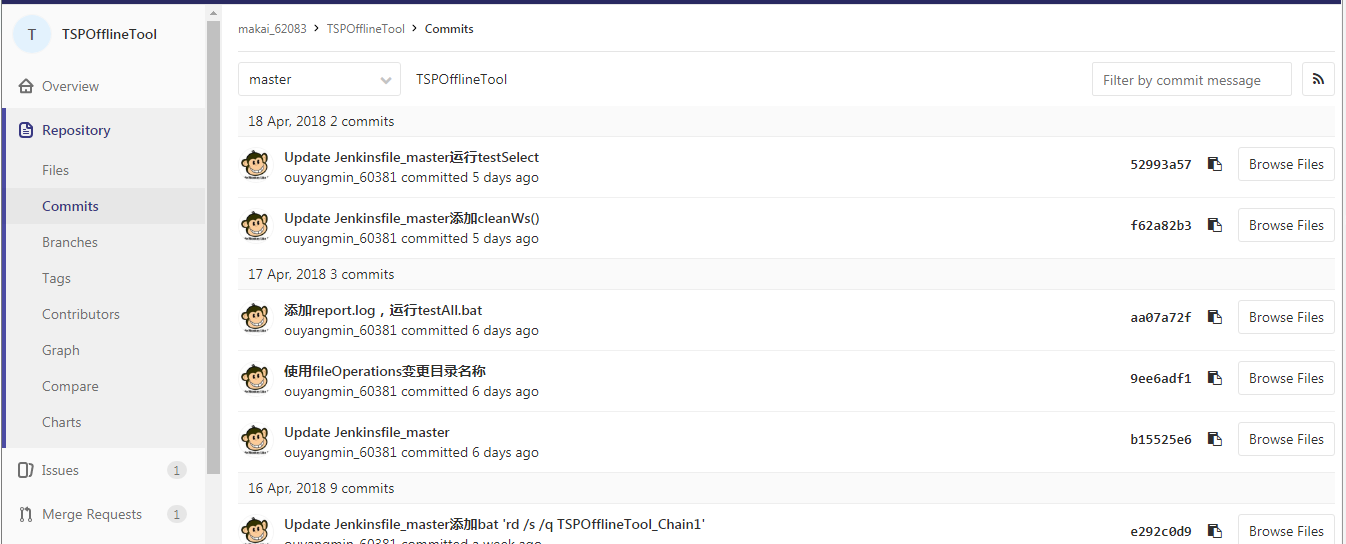 T TSPOfflineTool
Overview
Repository
Files
Commits
Branches
Tags
Contributors
Graph
Compare
Charts
Issues 1
Merge Requests 1
makai_62083 > TSPOfflineTool > Commits
master TSPOfflineTool Filter by commit message
18 Apr, 2018 2 commits
Update Jenkinsfile_master运行testSelect
ouyangmin_60381 committed 5 days ago
52993a57 Browse Files
Update Jenkinsfile_master添加cleanWs()
ouyangmin_60381 committed 5 days ago
f62a82b3 Browse Files
17 Apr, 2018 3 commits
添加report.log，运行testAll.bat
ouyangmin_60381 committed 6 days ago
aa07a72f Browse Files
使用fileOperations变更目录名称
ouyangmin_60381 committed 6 days ago
9ee6adf1 Browse Files
Update Jenkinsfile_master
ouyangmin_60381 committed 6 days ago
b15525e6 Browse Files
16 Apr, 2018 9 commits
Update Jenkinsfile_master添加bat 'rd /s /q TSPOfflineTool_Chain1'
ouyangmin_60381 committed a week ago
e292c0d9 Browse Files